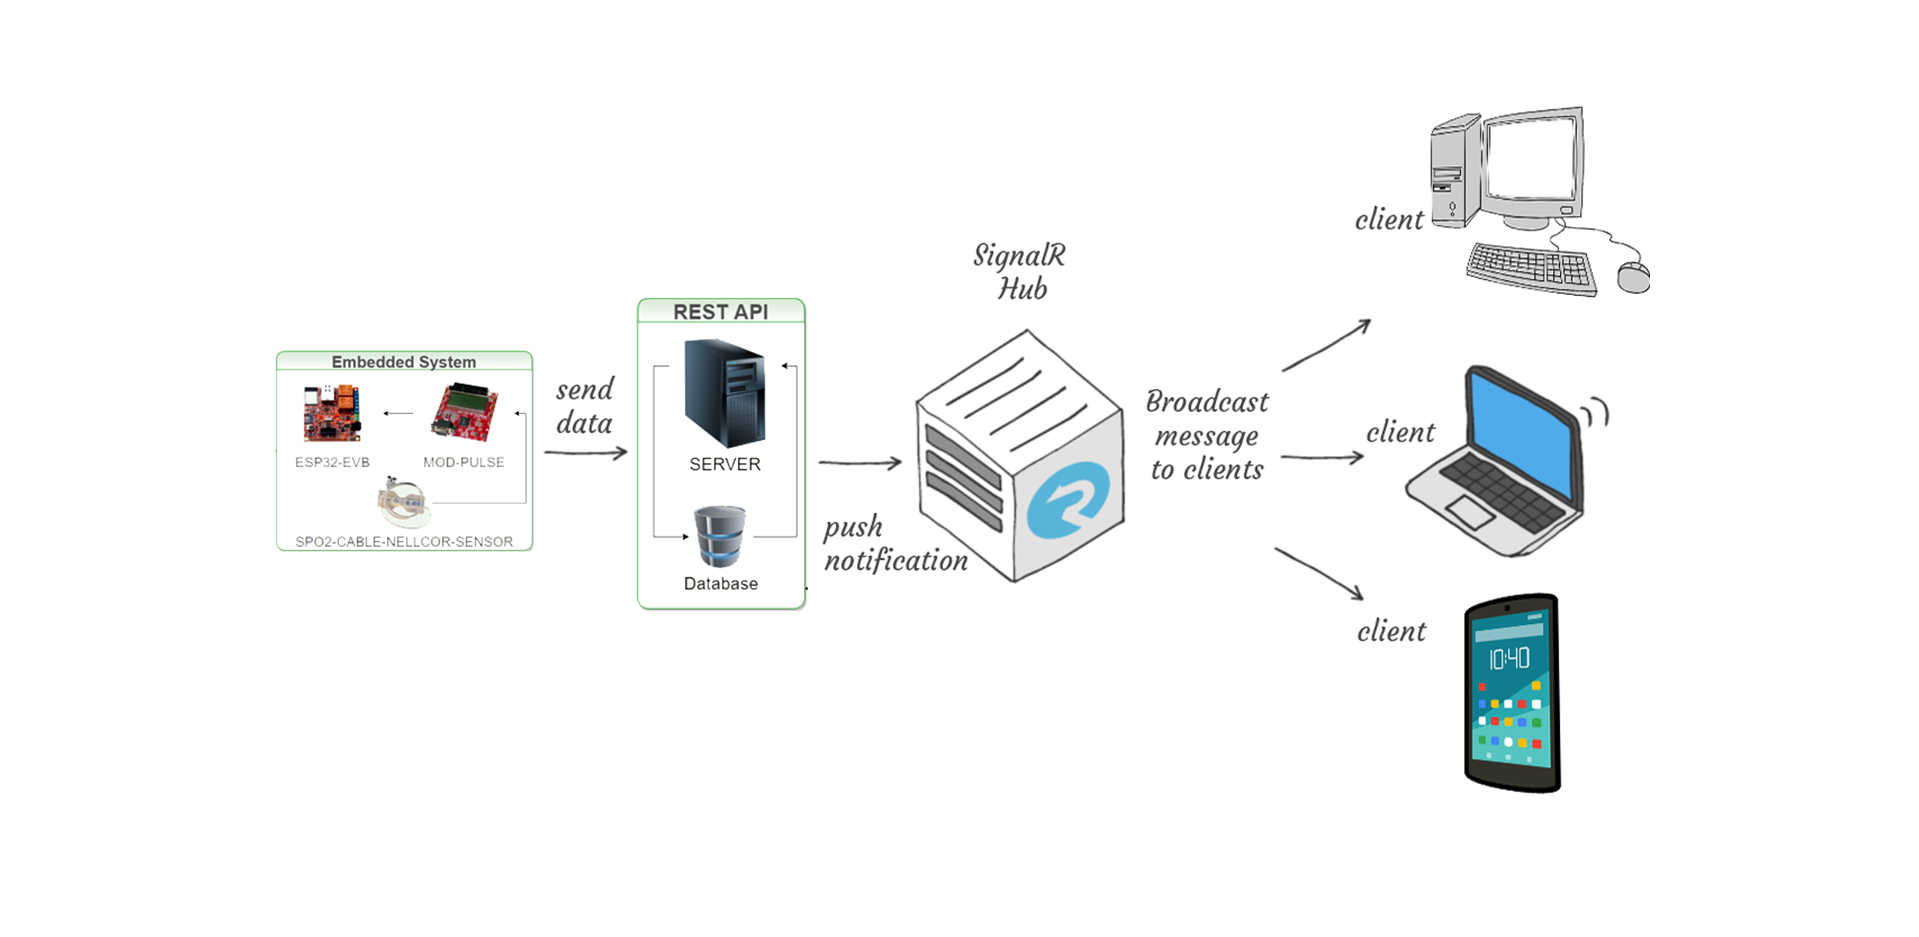 Embedded System
ESP32-EVB
MOD-PULSE
SPO2-CABLE-NELLCOR-SENSOR
send
data
REST API
SERVER
Database
push
notification
SignalR
Hub
Broadcast
message
to clients
client
client
client
10:40